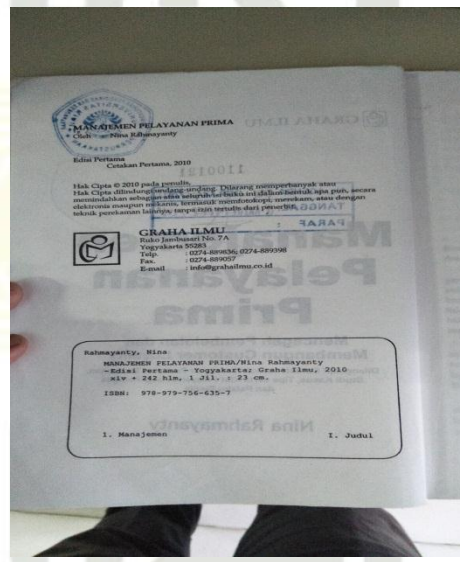 MANAJEMEN PELAYANAN PRIMA
Oleh : Nina Rahmayanty
Edisi Pertama
Cetakan Pertama, 2010
Hak Cipta © 2010 pada penulis,
Hak Cipta dilindungi undang-undang. Dilarang memperbanyak atau
memindahkan sebagian atau seluruh isi buku ini dalam bentuk apa pun, secara
elektronis maupun mekanis, termasuk memfotokopi, merekam, atau dengan
teknik perekaman lainnya, tanpa izin tertulis dari penerbit.
GRAHA ILMU
Ruko Jambusari No. 7A
Yogyakarta 55283
Telp. : 0274-889836; 0274-889398
Fax. : 0274-889057
E-mail : info@grahailmu.co.id
Rahmayanty, Nina
MANAJEMEN PELAYANAN PRIMA/Nina Rahmayanty
-Edisi Pertama - Yogyakarta; Graha Ilmu, 2010
xiv + 242 hlm, 1 Jil. : 23 cm.
ISBN: 978-979-756-635-7
I. Manajemen I. Judul